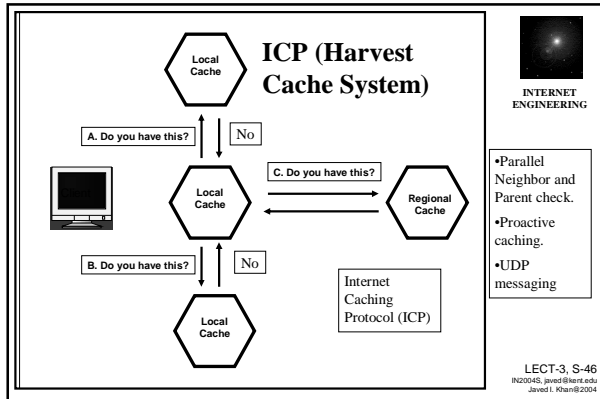 ICP (Harvest
Cache System)
Local
Cache
A. Do you have this?
No
Client
Local
Cache
C. Do you have this?
Regional
Cache
B. Do you have this?
No
Local
Cache
Internet
Caching
Protocol (ICP)
INTERNET
ENGINEERING
•Parallel
Neighbor and
Parent check.
•Proactive
caching.
•UDP
messaging
LECT-3, S-46
IN2004S, javed@kent.edu
Javed I. Khan@2004